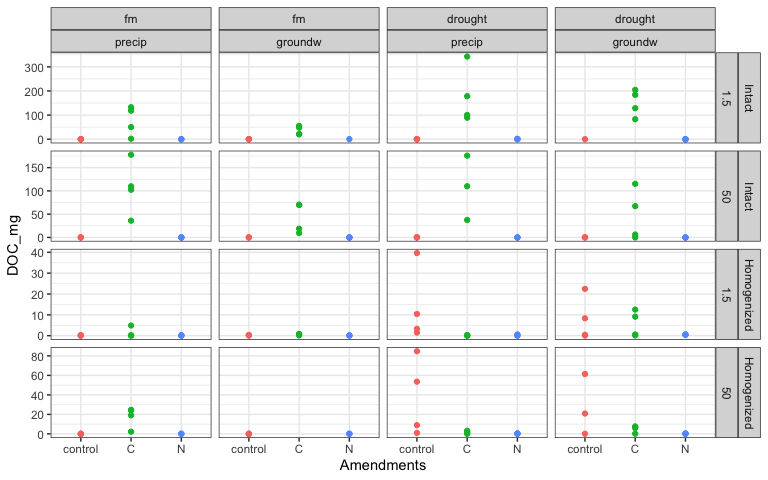 fm fm drought drought
precip groundw precip groundw
300
200
100
0
1.5 Intact
150
100
50
0
50 Intact
40
30
20
10
0
1.5 Homogenized
80
60
40
20
0
50 Homogenized
DOC_mg
control C N control C N control C N control C N
Amendments